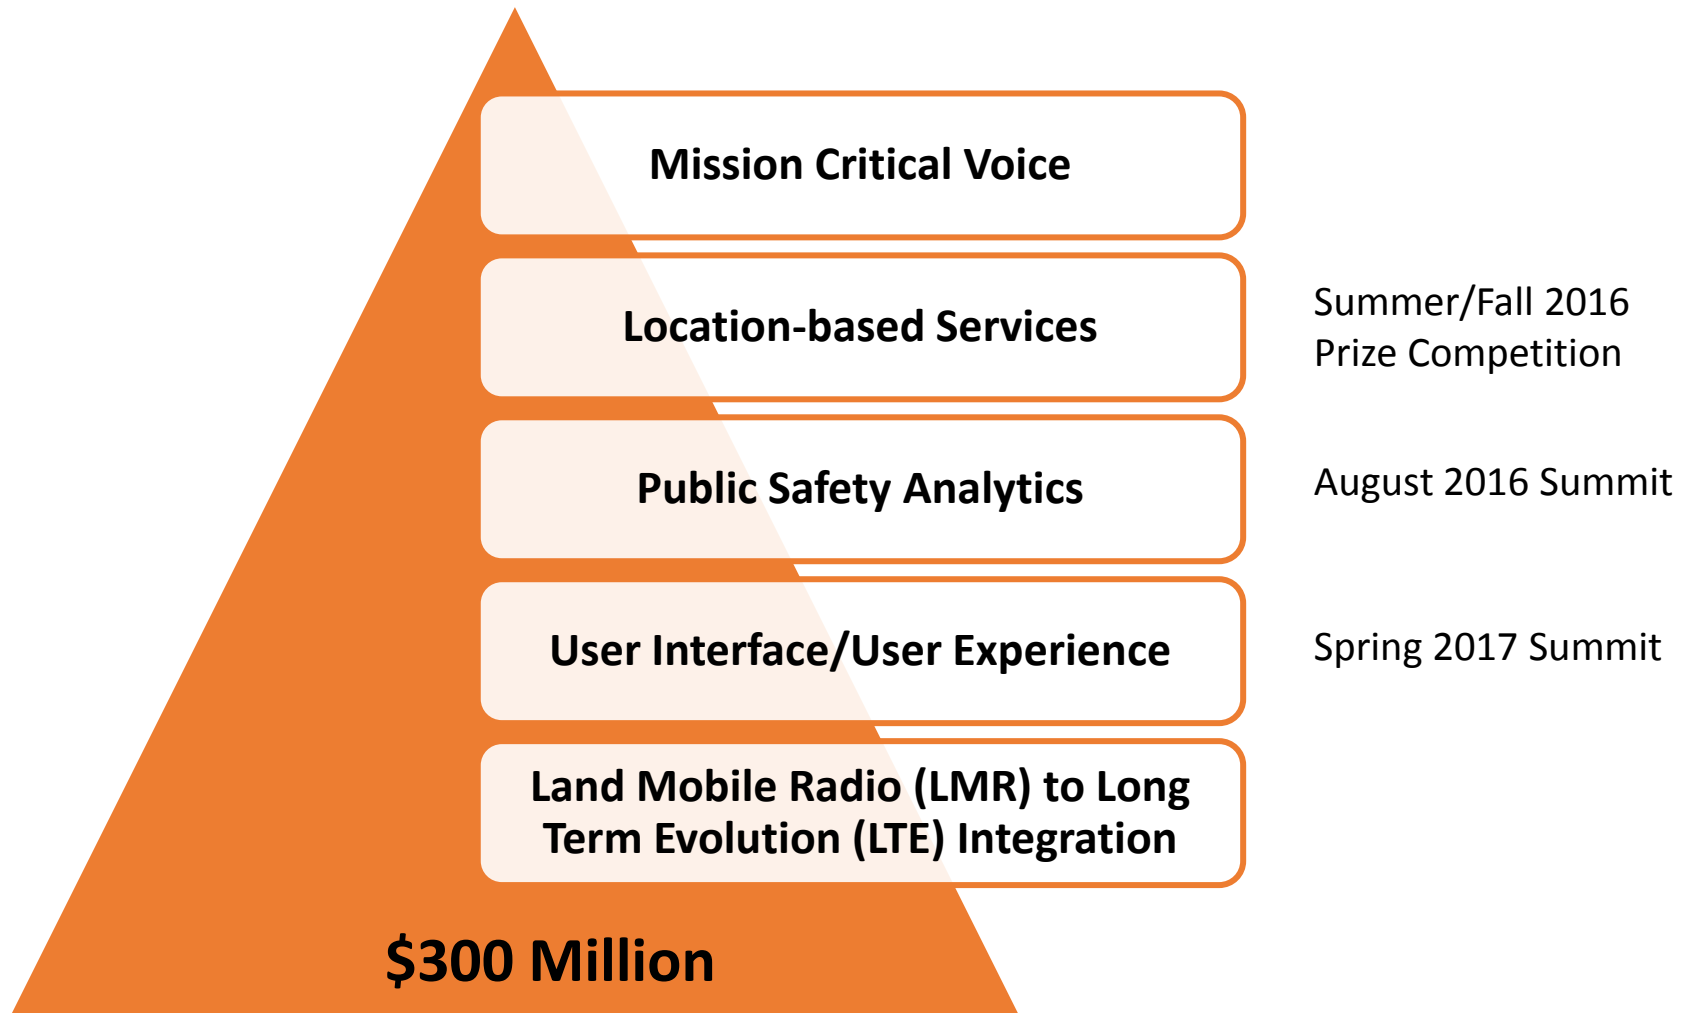 Mission Critical Voice
Location-based Services
Summer/Fall 2016
Prize Competition
Public Safety Analytics
August 2016 Summit
User Interface/User Experience
Spring 2017 Summit
Land Mobile Radio (LMR) to Long
Term Evolution (LTE) Integration
$300 Million